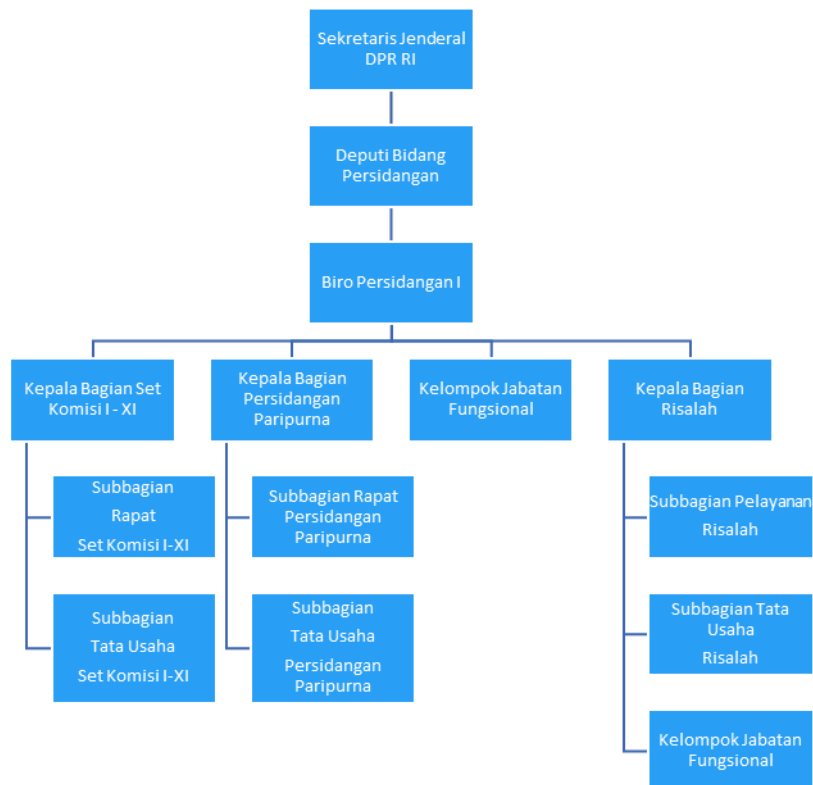 Sekretaris Jenderal
DPR RI
Deputi Bidang
Persidangan
Biro Persidangan I
Kepala Bagian Set
Komisi I - XI
Kepala Bagian
Persidangan
Paripurna
Kelompok Jabatan
Fungsional
Kepala Bagian
Risalah
Subbagian
Rapat
Set Komisi I-XI
Subbagian Rapat
Persidangan
Paripurna
Subbagian Pelayanan
Risalah
Subbagian
Tata Usaha
Set Komisi I-XI
Subbagian
Tata Usaha
Persidangan
Paripurna
Subbagian Tata
Usaha
Risalah
Kelompok Jabatan
Fungsional